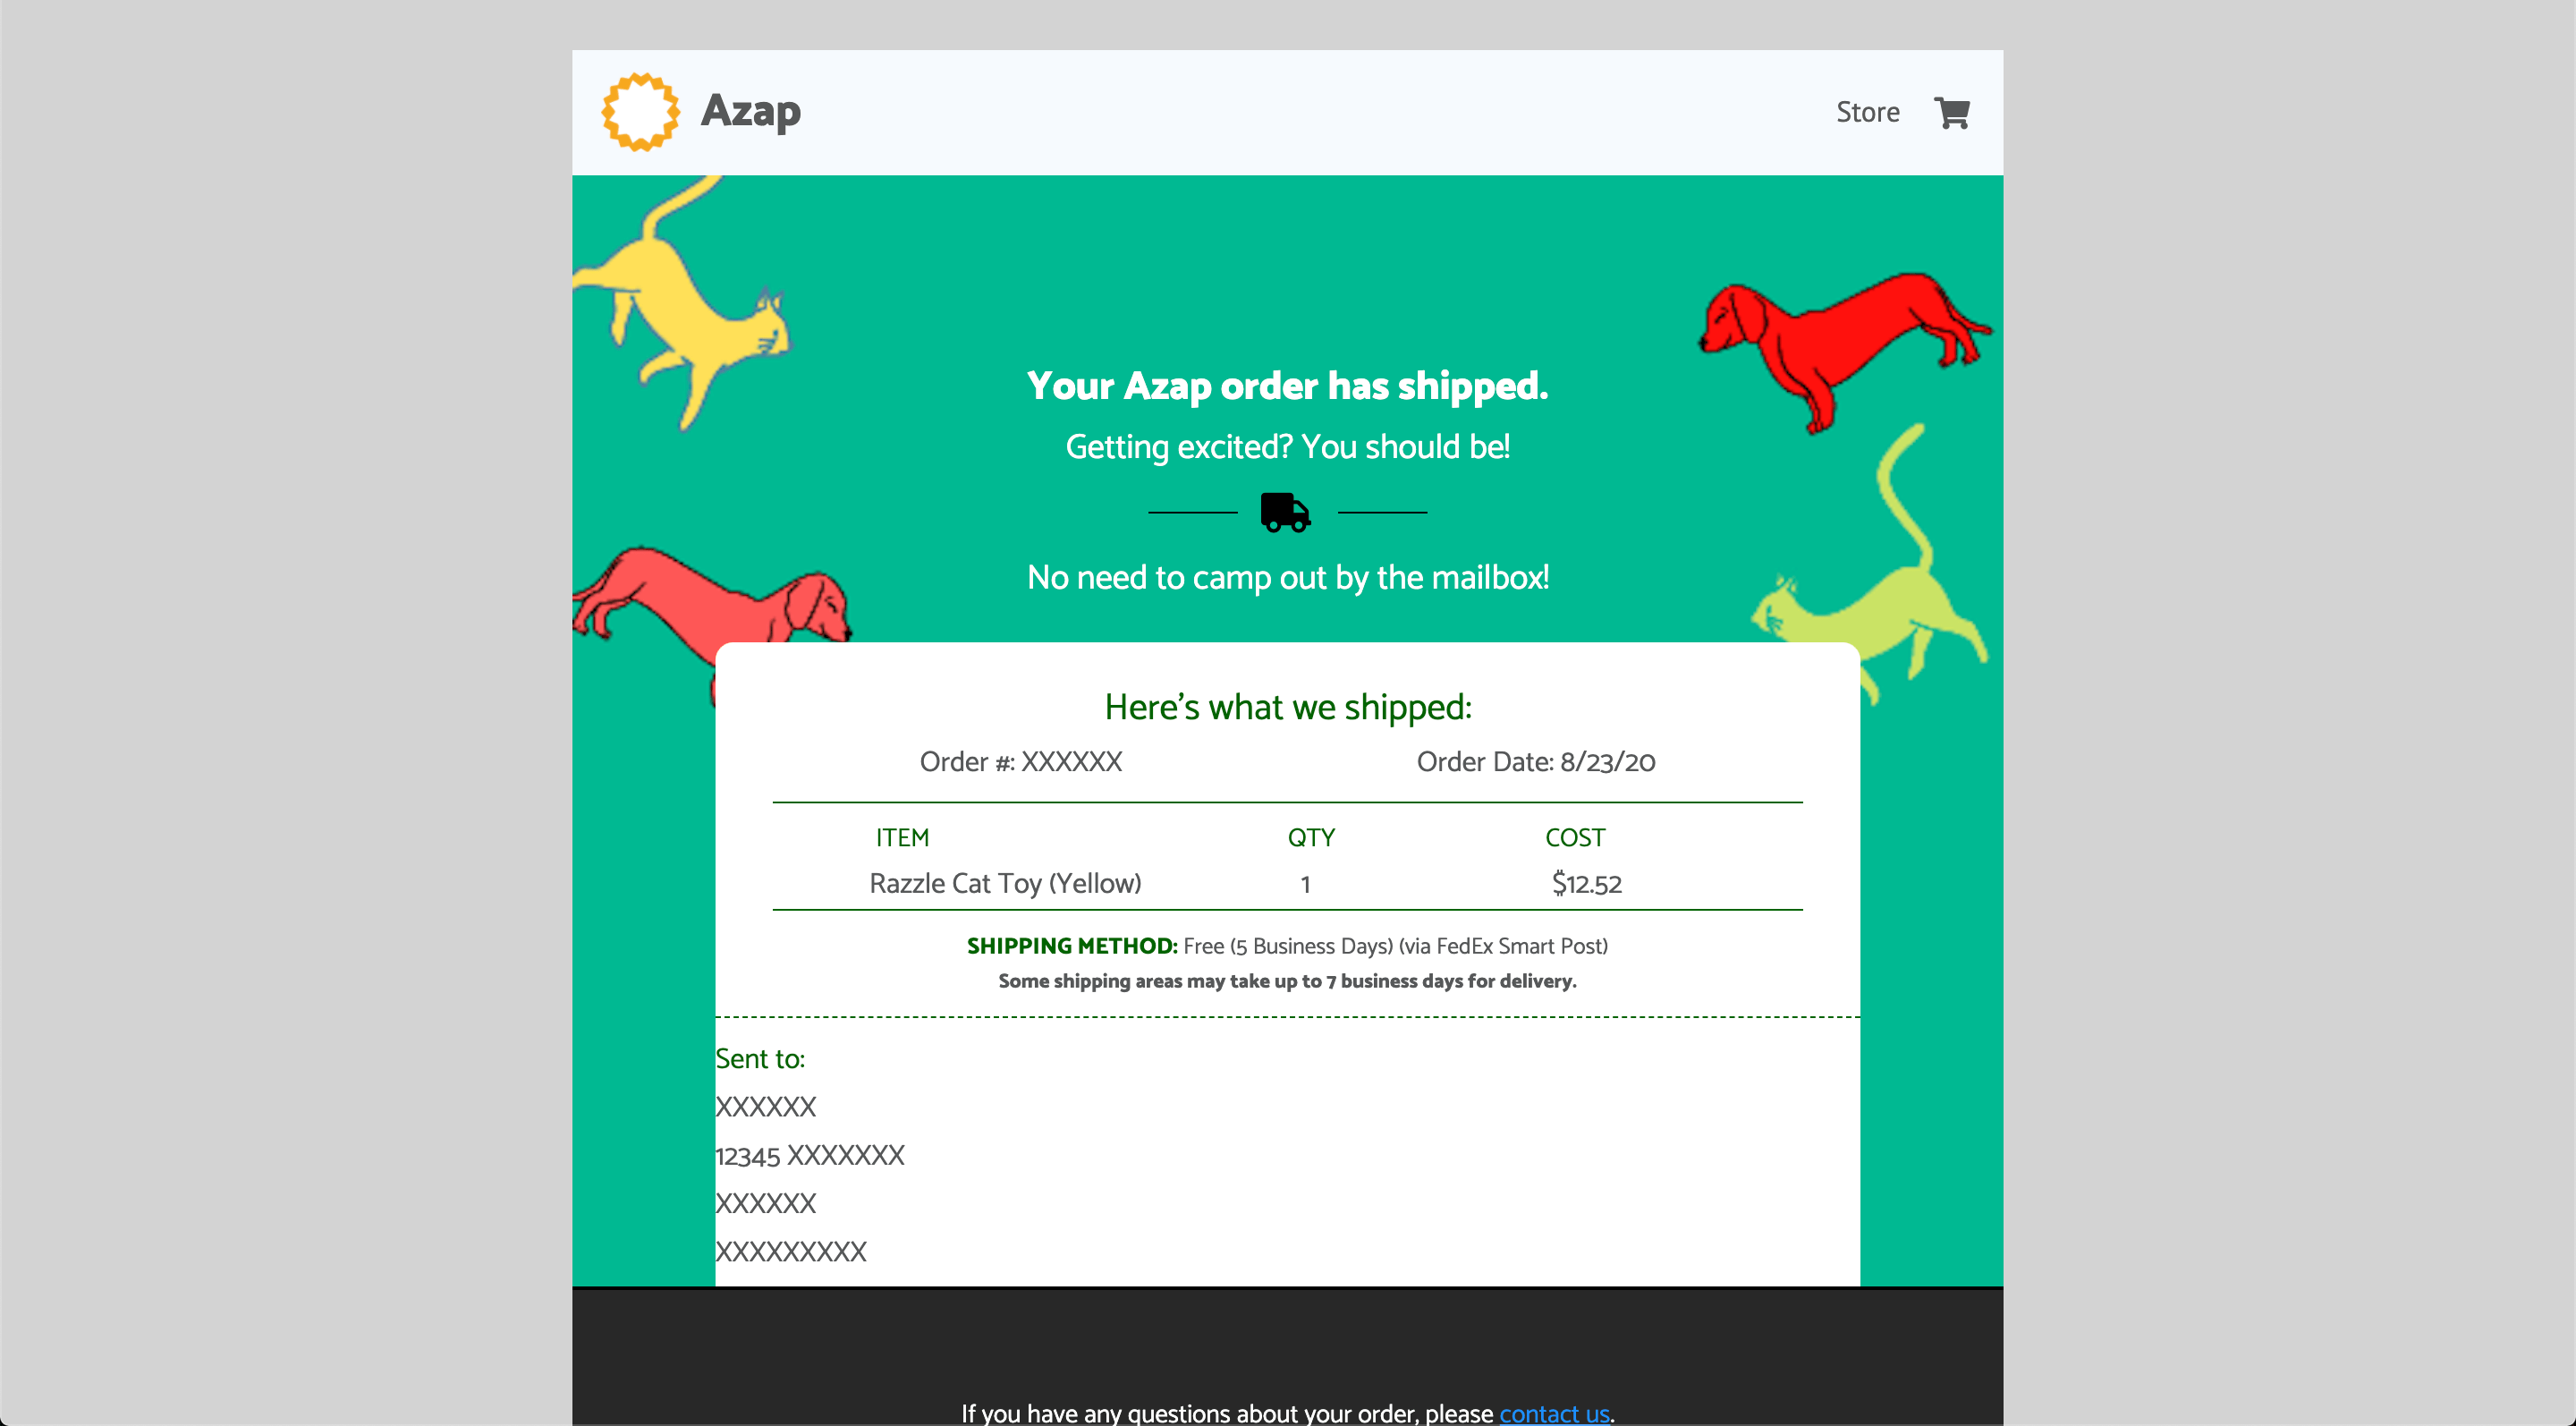 Azap
Store
Your Azap order has shipped.
Getting excited? You should be!
No need to camp out by the mailbox!
Here's what we shipped:
Order #: XXXXXX Order Date: 8/23/20
ITEM QTY COST
Razzle Cat Toy (Yellow) 1 $12.52
SHIPPING METHOD: Free (5 Business Days) (via FedEx Smart Post)
Some shipping areas may take up to 7 business days for delivery.
Sent to:
XXXXXX
12345 XXXXXXX
XXXXXX
XXXXXXXXX
If you have any questions about your order, please contact us.